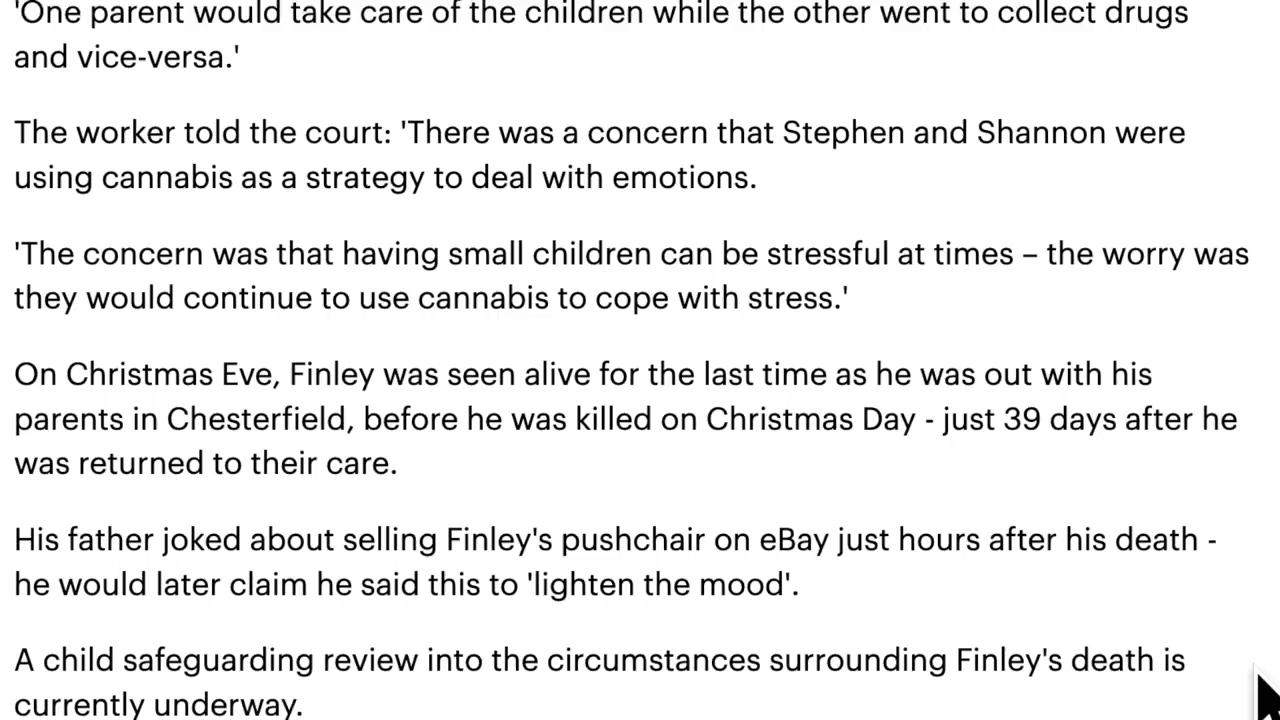 'One parent would take care of the children while the other went to collect drugs
and vice-versa.'
The worker told the court: 'There was a concern that Stephen and Shannon were
using cannabis as a strategy to deal with emotions.
'The concern was that having small children can be stressful at times – the worry was
they would continue to use cannabis to cope with stress.'
On Christmas Eve, Finley was seen alive for the last time as he was out with his
parents in Chesterfield, before he was killed on Christmas Day - just 39 days after he
was returned to their care.
His father joked about selling Finley's pushchair on eBay just hours after his death -
he would later claim he said this to 'lighten the mood'.
A child safeguarding review into the circumstances surrounding Finley's death is
currently underway.